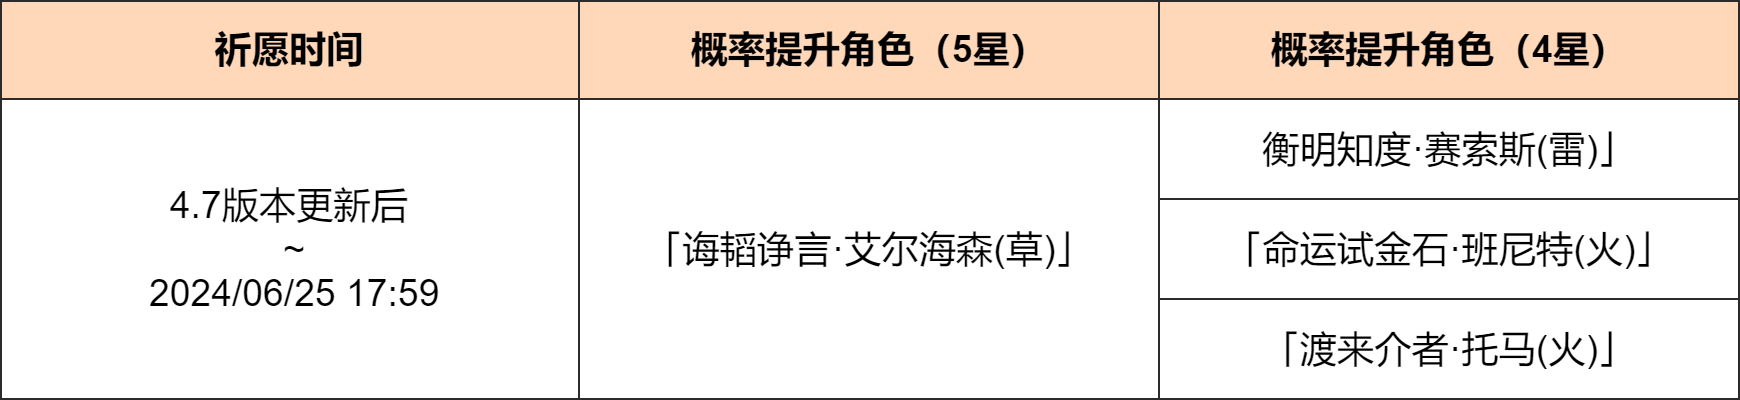 祈愿时间
概率提升角色（5星）
概率提升角色（4星）
4.7版本更新后
~
2024/06/25 17:59
「诲韬诤言·艾尔海森(草)」
衡明知度·赛索斯(雷)」
「命运试金石·班尼特(火)」
「渡来介者·托马(火)」